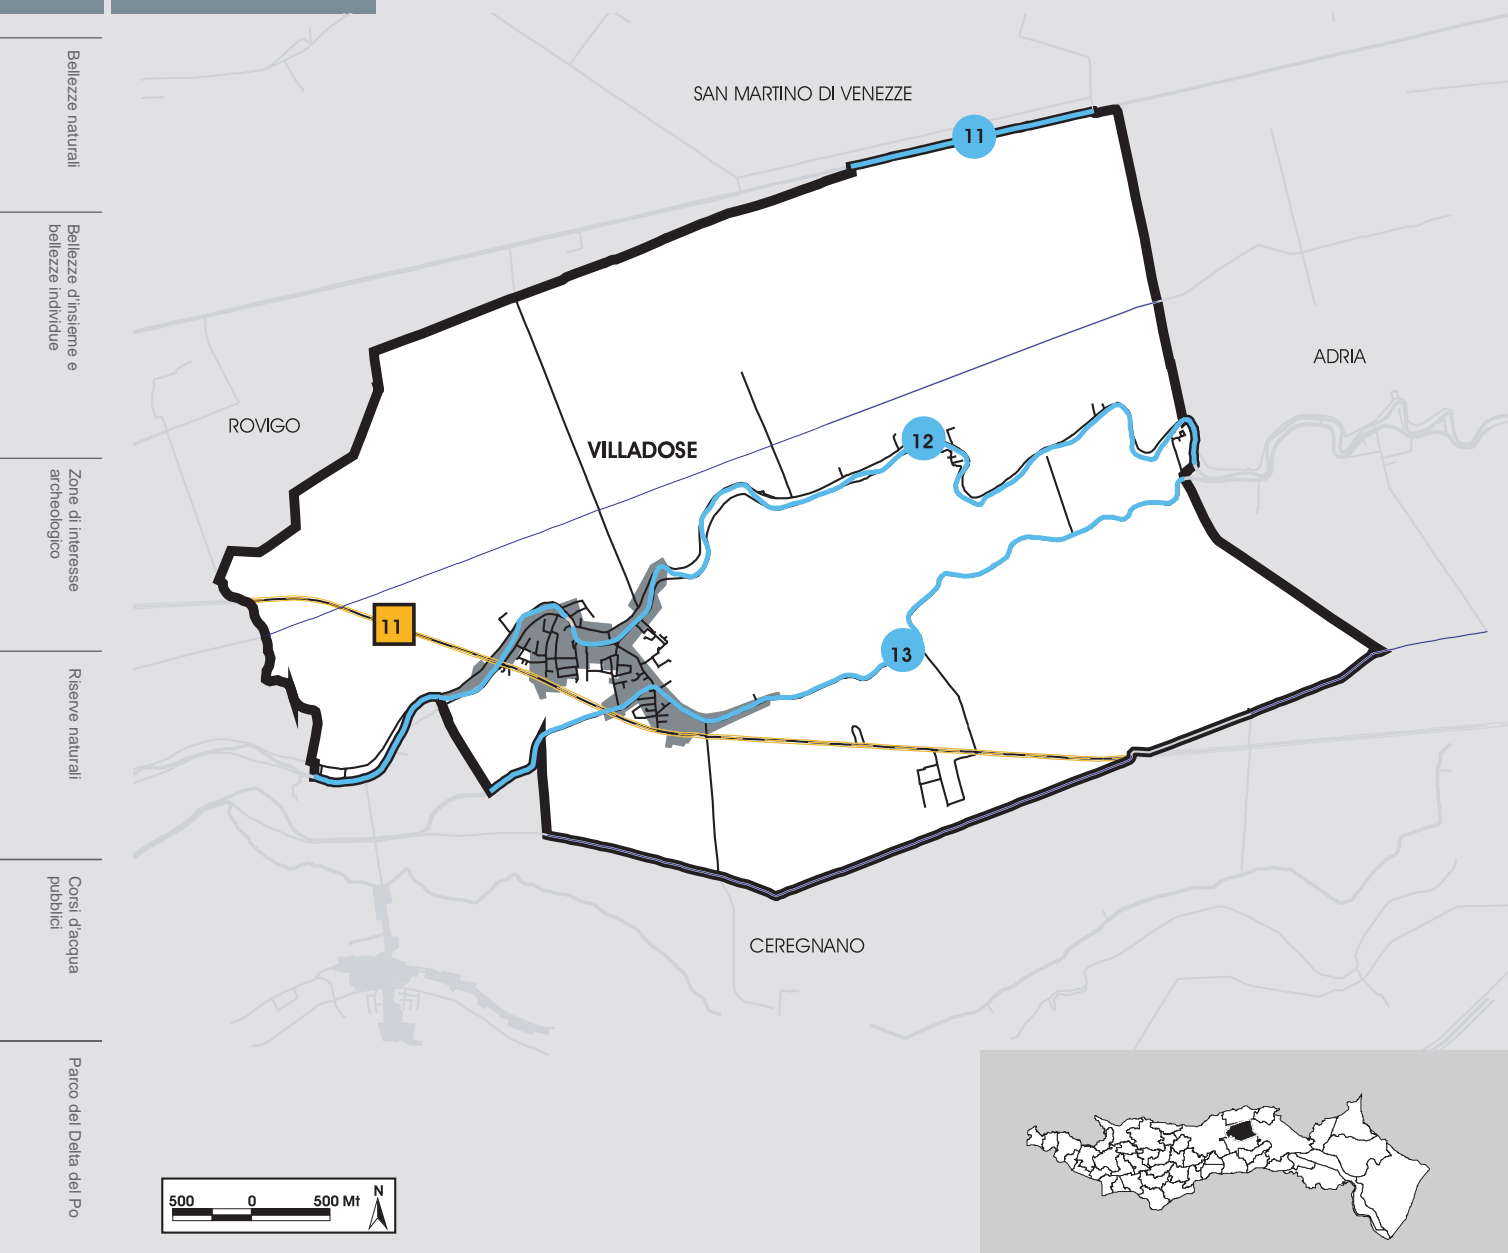 Bellezze naturali
Bellezze d'insieme e
bellezze individue
Zone di interesse
archeologico
Riserve naturali
Corsi d'acqua
pubblici
Parco del Delta del Po
SAN MARTINO DI VENEZZE
11
ADRIA
ROVIGO
VILLADOSE
12
11
13
CEREGNANO
500 0 500 Mt N